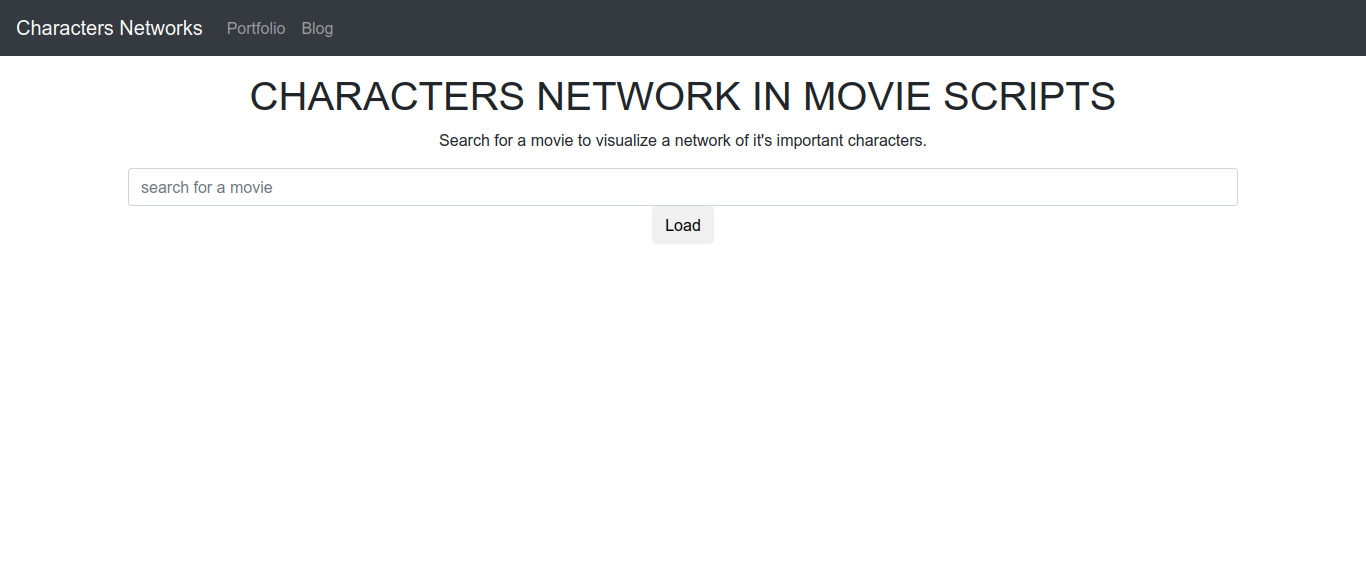 Characters Networks Portfolio Blog
CHARACTERS NETWORK IN MOVIE SCRIPTS
Search for a movie to visualize a network of it's important characters.
search for a movie
Load